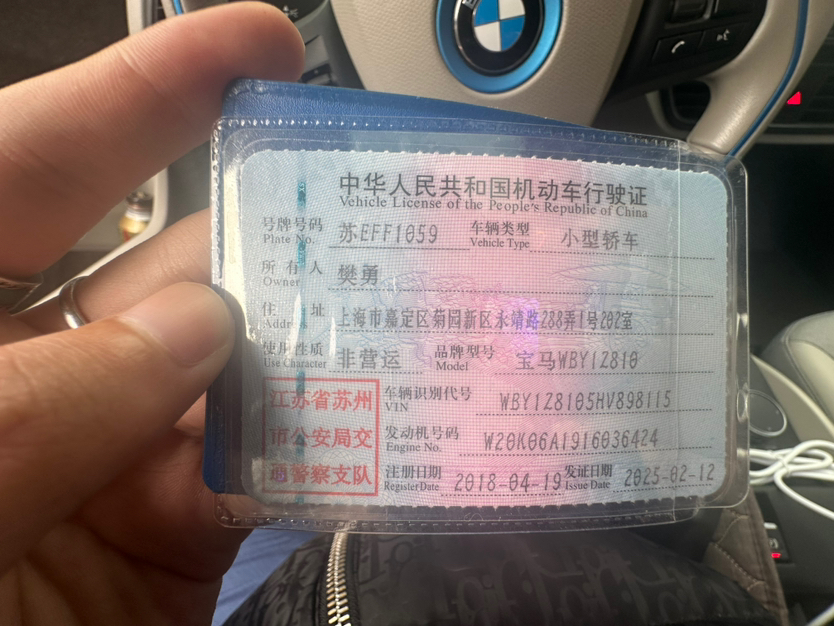 中华人民共和国机动车行驶证
Vehicle License of the People's Republic of China
号牌号码 苏EFF1059 车辆类型 小型轿车
Plate No. Vehicle Type
所有人 樊勇
Owner
住址 上海市嘉定区菊园新区永靖路288弄1号202室
Address
使用性质 非营运 品牌型号 宝马WBY1Z810
Use Character Model
江苏省苏州 车辆识别代号 WBY1Z8105HV898115
VIN
市公安局交 发动机号码 W20K06A1916036424
Engine No.
通警察支队 注册日期 2018-04-19 发证日期 2025-02-12
Register Date Issue Date